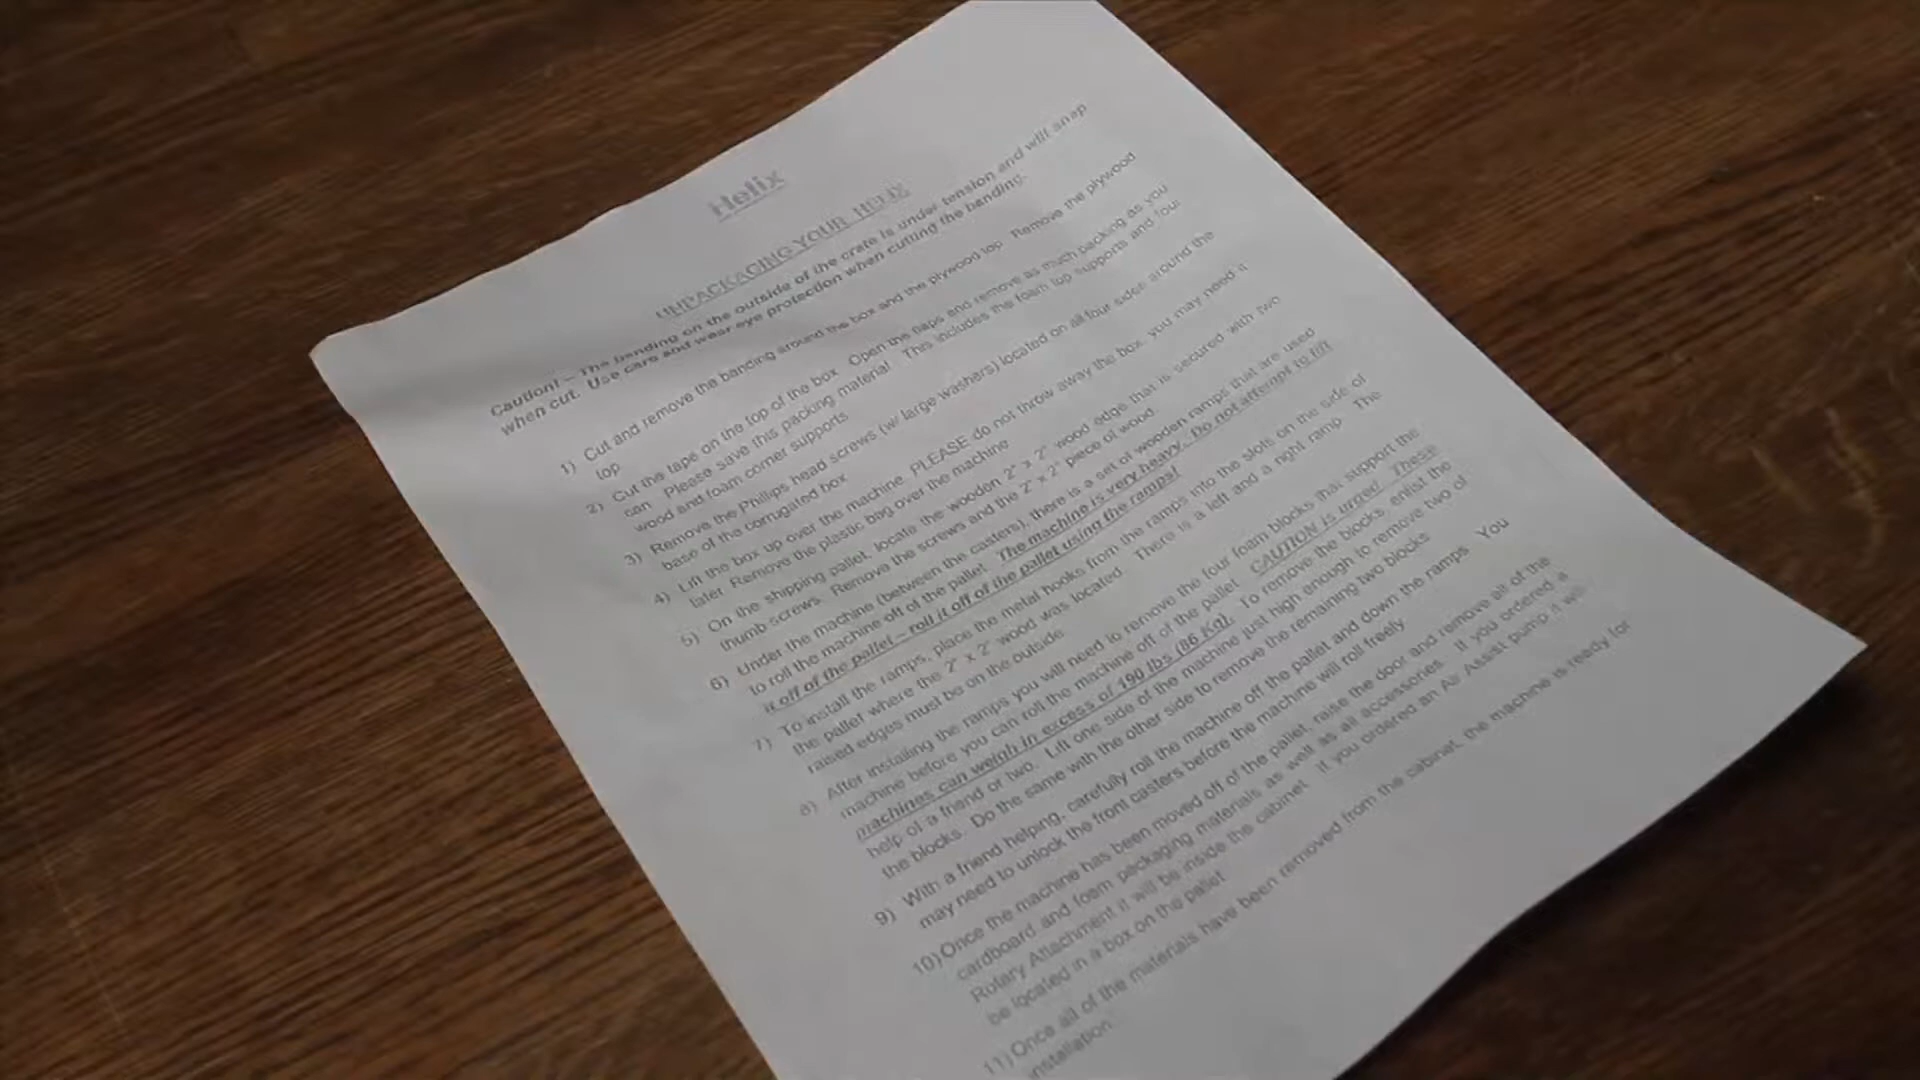 Helix
UNPACKAGING YOUR HELIX
Caution! – The banding on the outside of the crate is under tension and will snap
when cut. Use care and wear eye protection when cutting the banding.
1) Cut and remove the banding around the box and the plywood top. Remove the plywood
top.
2) Cut the tape on the top of the box. Open the flaps and remove as much packing as you
can. Please save this packing material. This includes the foam top supports and four
wood and foam corner supports.
3) Remove the Phillips head screws (w/ large washers) located on all four sides around the
base of the corrugated box.
4) Lift the box up over the machine. PLEASE do not throw away the box, you may need it
later. Remove the plastic bag over the machine.
5) On the shipping pallet, locate the wooden 2" x 2" wood edge that is secured with two
thumb screws. Remove the screws and the 2" x 2" piece of wood.
6) Under the machine (between the casters), there is a set of wooden ramps that are used
to roll the machine off of the pallet. The machine is very heavy. Do not attempt to lift
it off of the pallet – roll it off of the pallet using the ramps!
7) To install the ramps, place the metal hooks from the ramps into the slots on the side of
the pallet where the 2" x 2" wood was located. There is a left and a right ramp. The
raised edges must be on the outside.
8) After installing the ramps you will need to remove the four foam blocks that support the
machine before you can roll the machine off of the pallet. CAUTION is urged. These
machines can weigh in excess of 190 lbs (86 Kg). To remove the blocks, enlist the
help of a friend or two. Lift one side of the machine just high enough to remove two of
the blocks. Do the same with the other side to remove the remaining two blocks.
9) With a friend helping, carefully roll the machine off the pallet and down the ramps. You
may need to unlock the front casters before the machine will roll freely.
10) Once the machine has been moved off of the pallet, raise the door and remove all of the
cardboard and foam packaging materials as well as all accessories. If you ordered a
Rotary Attachment it will be inside the cabinet. If you ordered an Air Assist pump it will
be located in a box on the pallet.
11) Once all of the materials have been removed from the cabinet, the machine is ready for
installation.